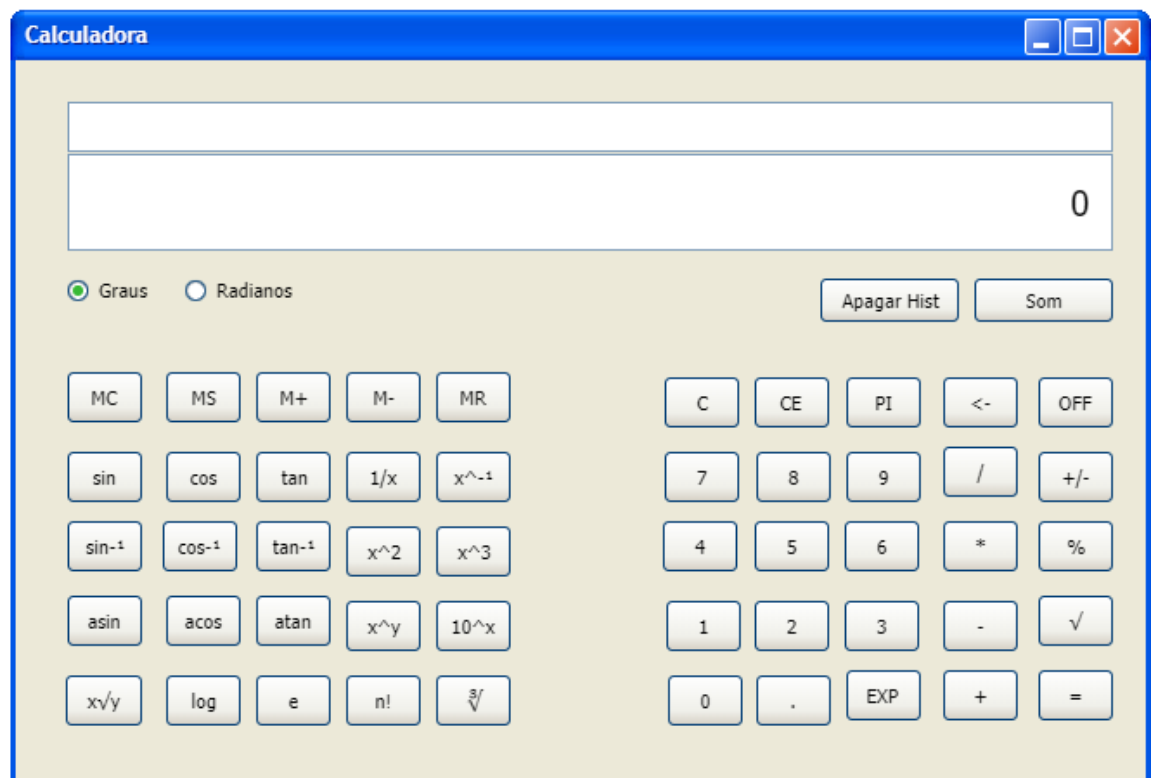 Calculadora
0
Graus Radianos Apagar Hist Som
MC MS M+ M- MR C CE PI <- OFF
sin cos tan 1/x x^-¹ 7 8 9 / +/-
sin-¹ cos-¹ tan-¹ x^2 x^3 4 5 6 * %
asin acos atan x^y 10^x 1 2 3 - √
x√y log e n! ∛ 0 . EXP + =